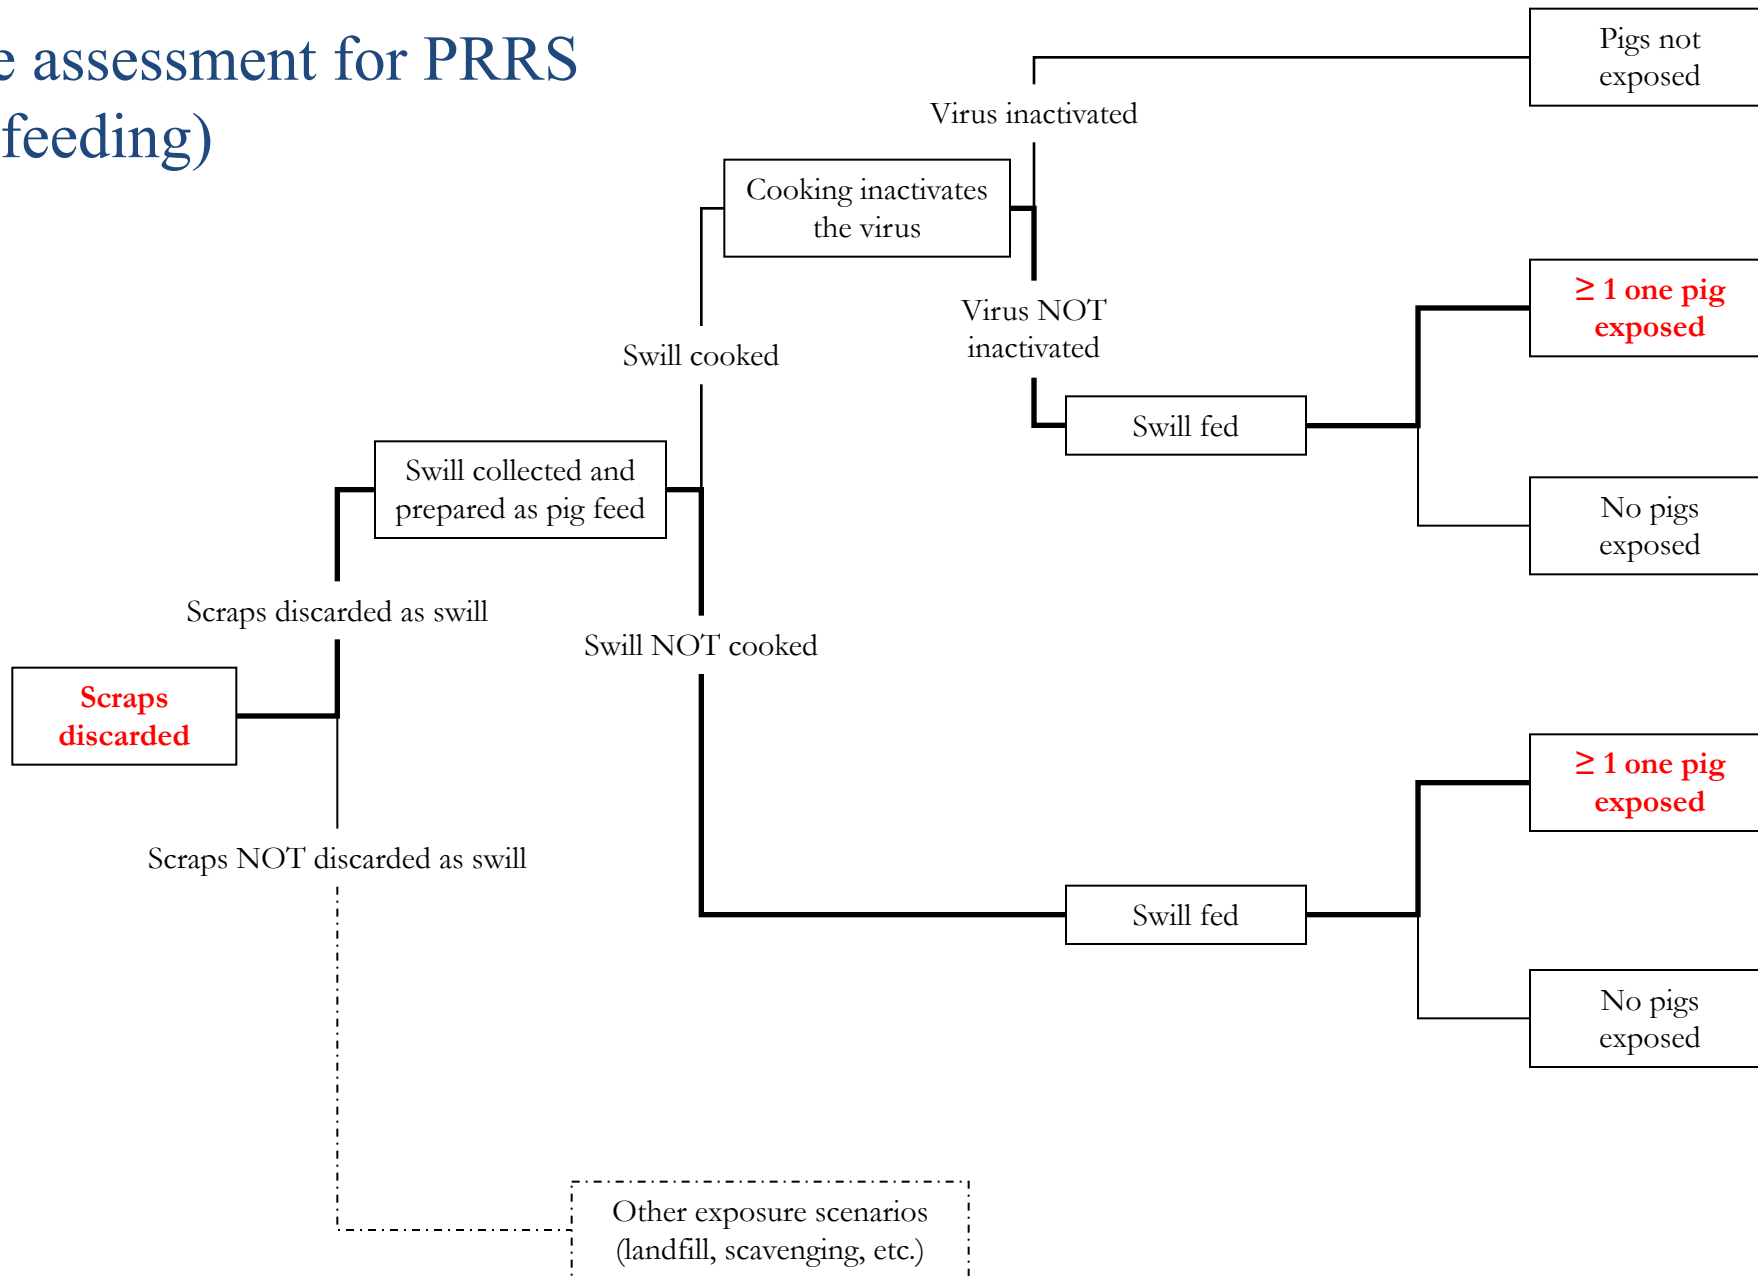 e assessment for PRRS
feeding)
Pigs not
exposed
Virus inactivated
Cooking inactivates
the virus
≥ 1 one pig
exposed
Virus NOT
inactivated
Swill cooked
Swill fed
Swill collected and
prepared as pig feed
No pigs
exposed
Scraps discarded as swill
Swill NOT cooked
Scraps
discarded
≥ 1 one pig
exposed
Scraps NOT discarded as swill
Swill fed
No pigs
exposed
Other exposure scenarios
(landfill, scavenging, etc.)